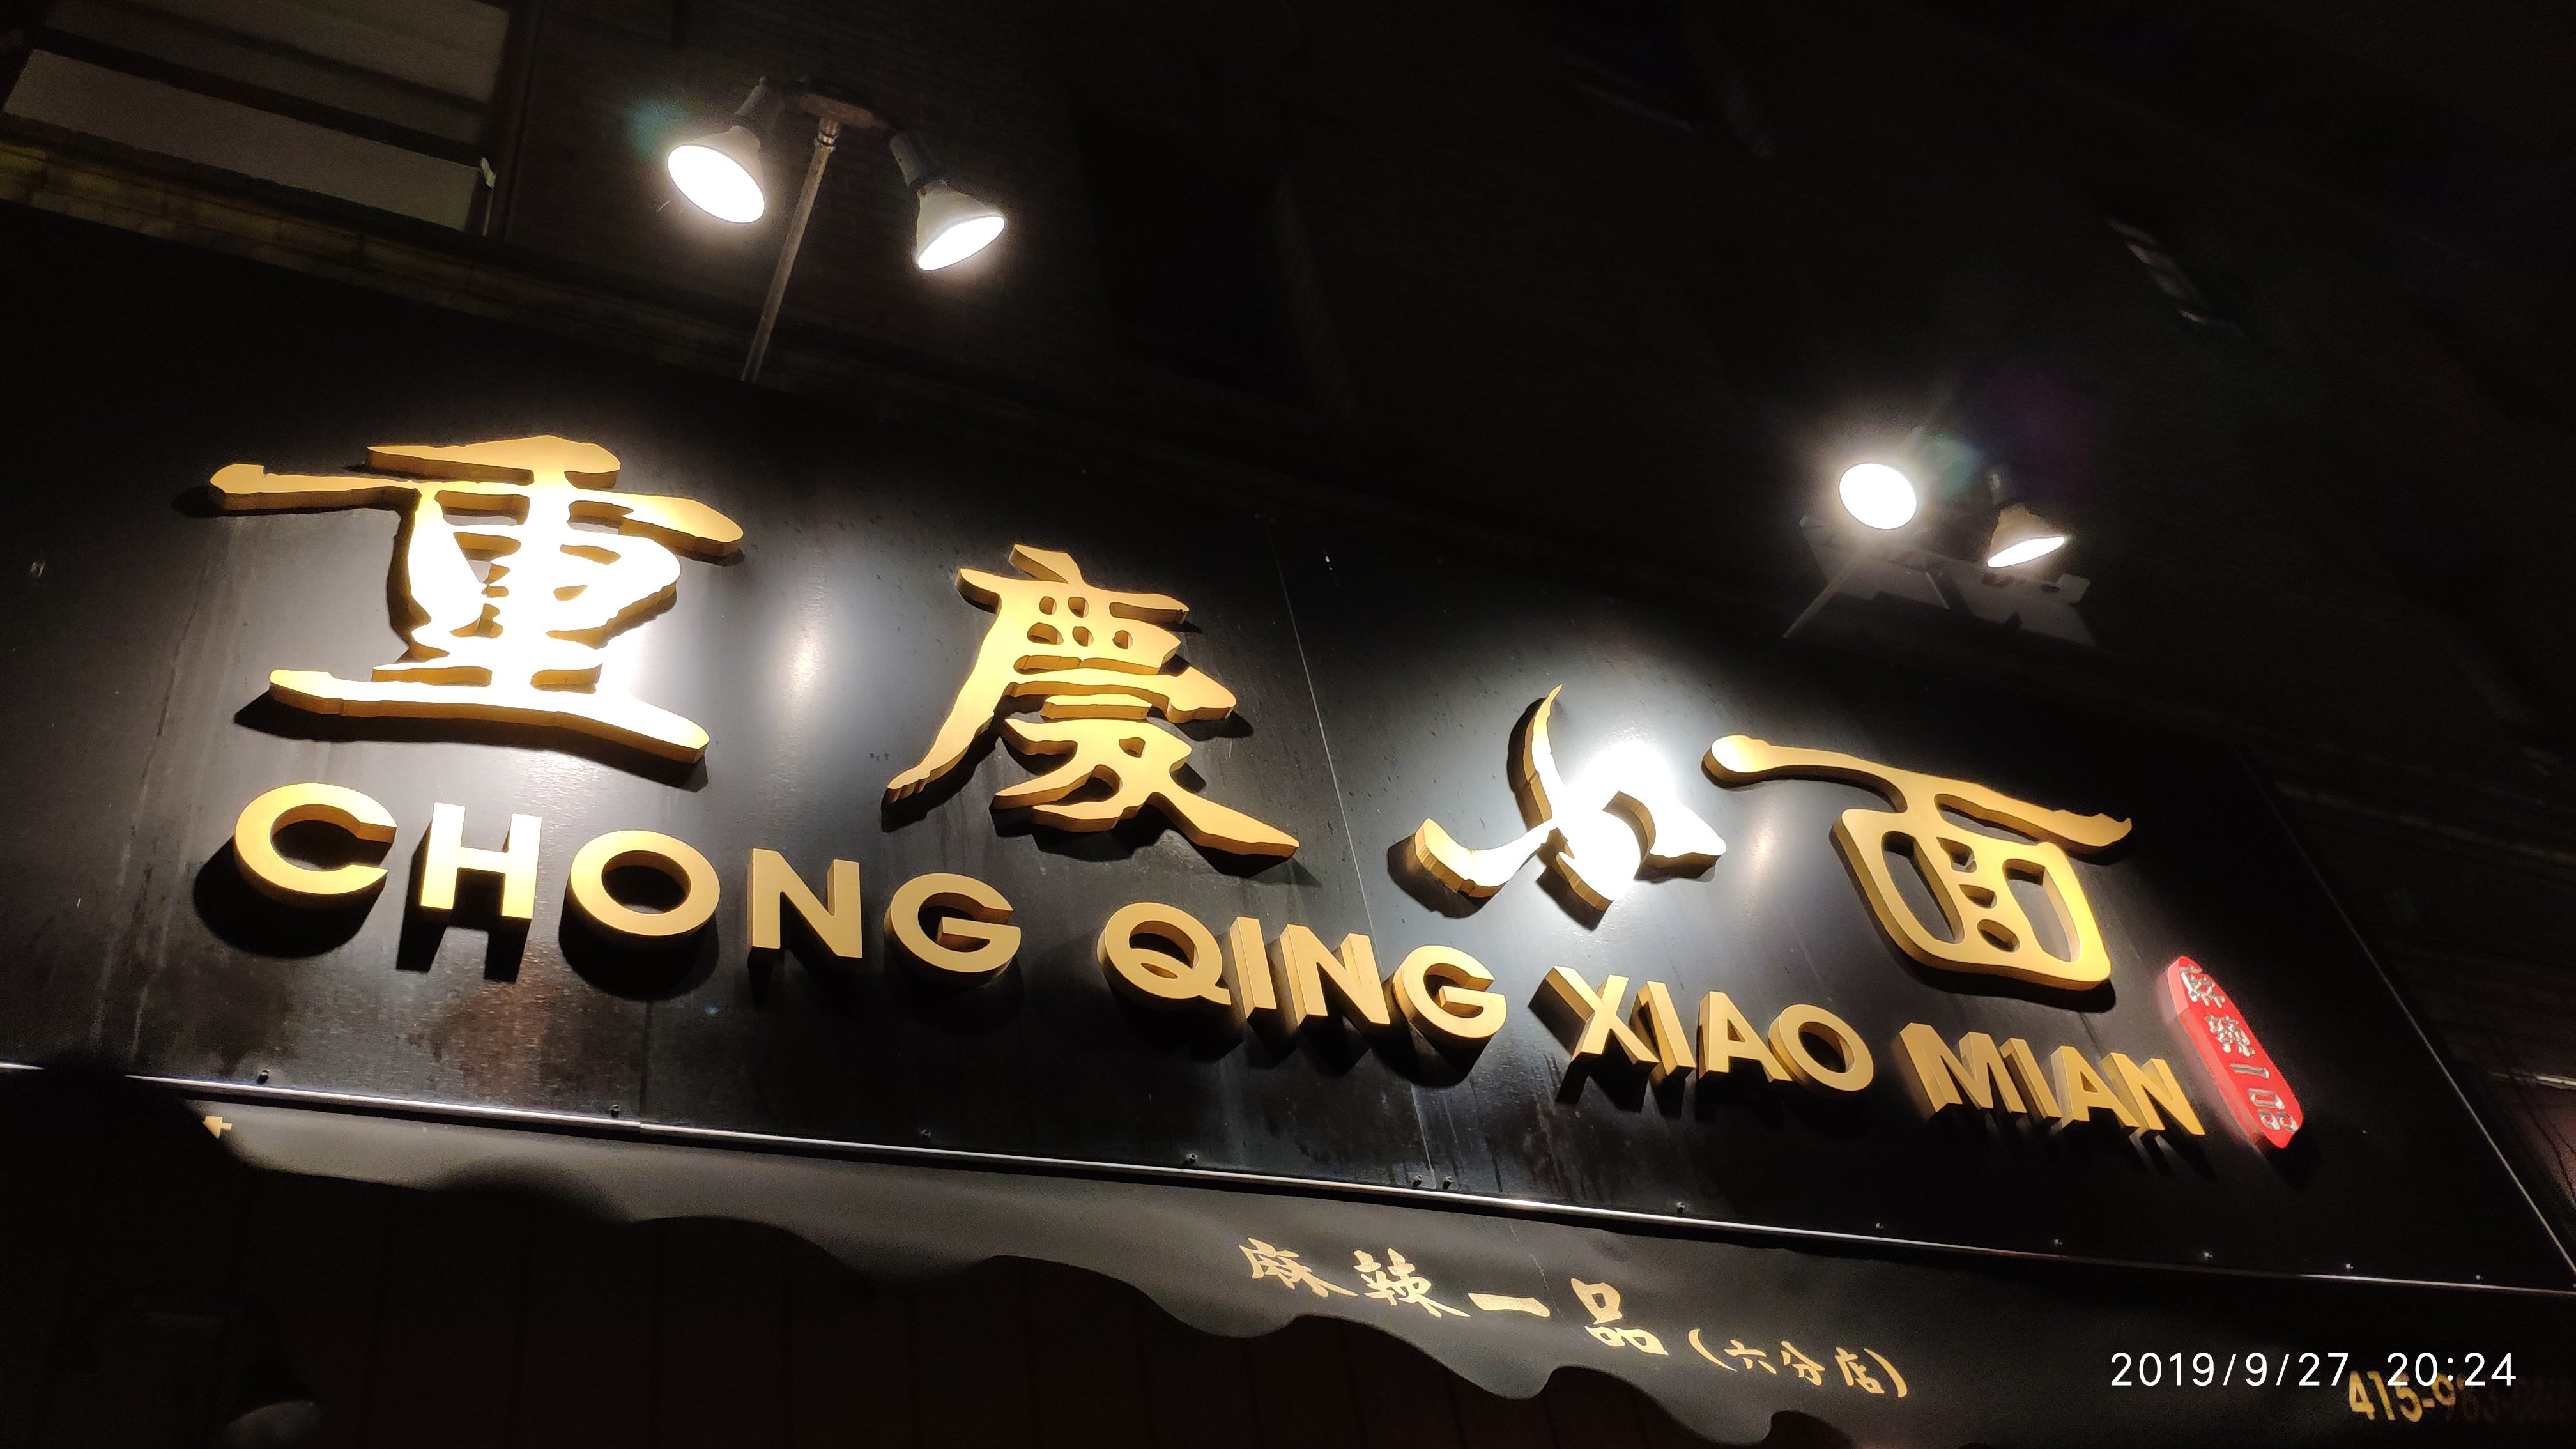 重慶小面
CHONG QING XIAO MIAN
麻辣一品
麻辣一品(六分店)
2019/9/27 20:24